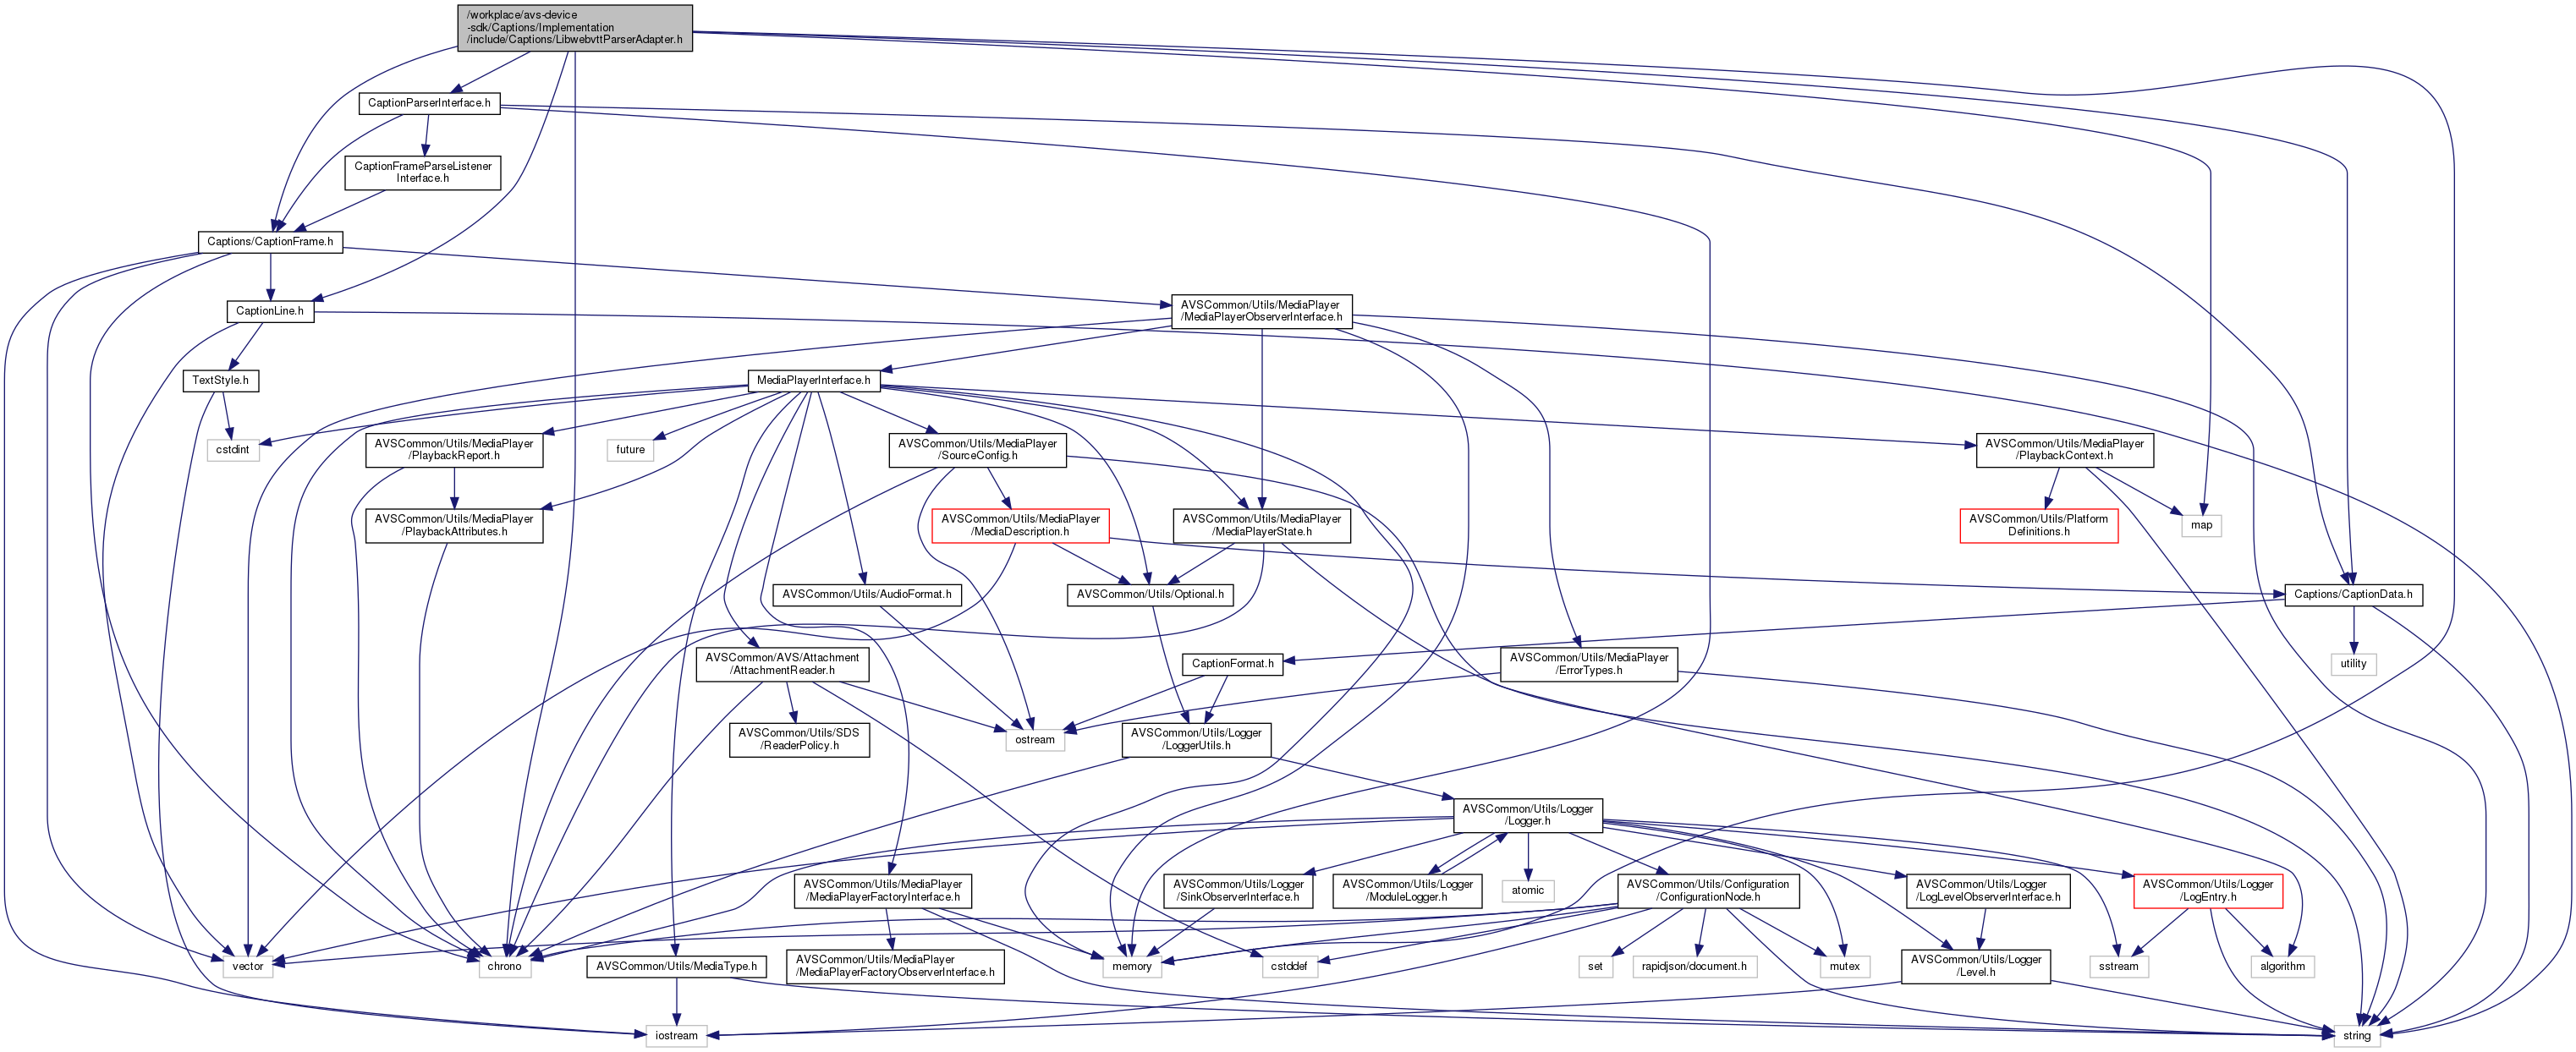 /workplace/avs-device
-sdk/Captions/Implementation
/include/Captions/LibwebvttParserAdapter.h
CaptionParserInterface.h
CaptionFrameParseListener
Interface.h
Captions/CaptionFrame.h
CaptionLine.h
AVSCommon/Utils/MediaPlayer
/MediaPlayerObserverInterface.h
TextStyle.h
MediaPlayerInterface.h
cstdint
AVSCommon/Utils/MediaPlayer
/PlaybackReport.h
future
AVSCommon/Utils/MediaPlayer
/SourceConfig.h
AVSCommon/Utils/MediaPlayer
/PlaybackContext.h
AVSCommon/Utils/MediaPlayer
/PlaybackAttributes.h
AVSCommon/Utils/MediaPlayer
/MediaDescription.h
AVSCommon/Utils/MediaPlayer
/MediaPlayerState.h
AVSCommon/Utils/Platform
Definitions.h
map
AVSCommon/Utils/AudioFormat.h
AVSCommon/Utils/Optional.h
Captions/CaptionData.h
AVSCommon/AVS/Attachment
/AttachmentReader.h
CaptionFormat.h
AVSCommon/Utils/MediaPlayer
/ErrorTypes.h
utility
AVSCommon/Utils/SDS
/ReaderPolicy.h
ostream
AVSCommon/Utils/Logger
/LoggerUtils.h
AVSCommon/Utils/Logger
/Logger.h
AVSCommon/Utils/MediaPlayer
/MediaPlayerFactoryInterface.h
AVSCommon/Utils/Logger
/SinkObserverInterface.h
AVSCommon/Utils/Logger
/ModuleLogger.h
atomic
AVSCommon/Utils/Configuration
/ConfigurationNode.h
AVSCommon/Utils/Logger
/LogLevelObserverInterface.h
AVSCommon/Utils/Logger
/LogEntry.h
vector
chrono
AVSCommon/Utils/MediaType.h
AVSCommon/Utils/MediaPlayer
/MediaPlayerFactoryObserverInterface.h
memory
cstddef
set
rapidjson/document.h
mutex
AVSCommon/Utils/Logger
/Level.h
sstream
algorithm
iostream
string